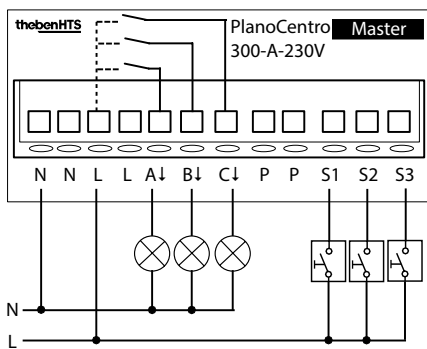 thebenHTS
PlanoCentro Master
300-A-230V
N N L L A↓ B↓ C↓ P P S1 S2 S3
N
L